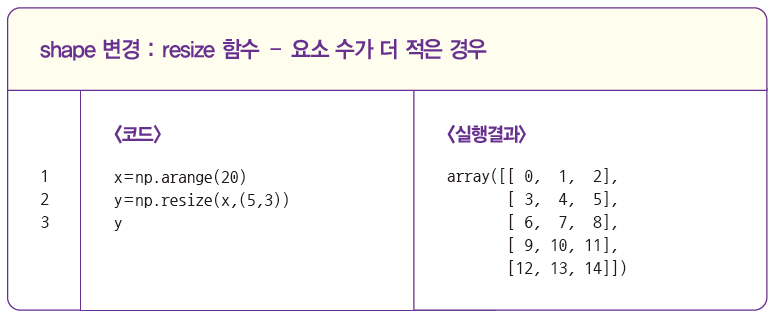 shape 변경 : resize 함수 - 요소 수가 더 적은 경우
<코드>
1 x=np.arange(20)
2 y=np.resize(x,(5,3))
3 y
<실행결과>
array([[ 0,  1,  2],
       [ 3,  4,  5],
       [ 6,  7,  8],
       [ 9, 10, 11],
       [12, 13, 14]])